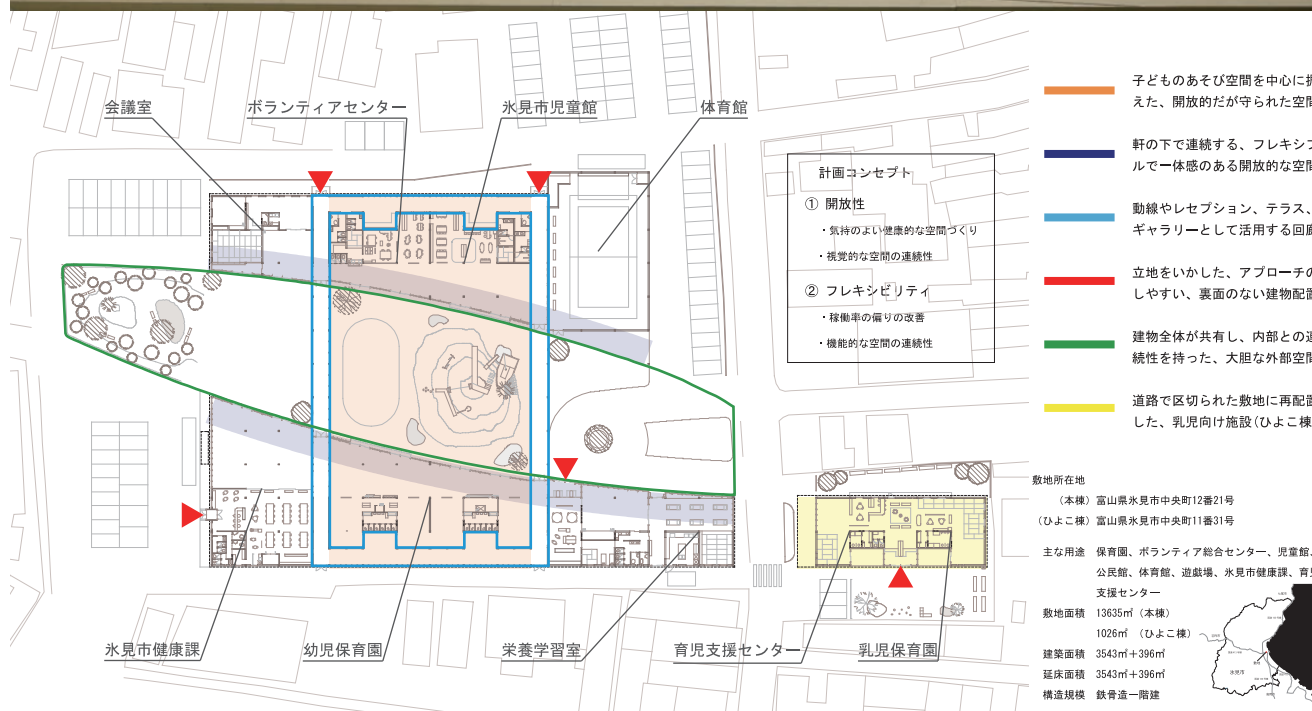 会議室
ボランティアセンター
氷見市児童館
体育館
計画コンセプト
① 開放性
・気持のよい健康的な空間づくり
・視覚的な空間の連続性
② フレキシビリティ
・稼働率の偏りの改善
・機能的な空間の連続性
氷見市健康課
幼児保育園
栄養学習室
育児支援センター
乳児保育園
子どものあそび空間を中心に据
えた、開放的だが守られた空間
軒の下で連続する、フレキシブ
ルで一体感のある開放的な空間
動線やレセプション、テラス、
ギャラリーとして活用する回廊
立地をいかした、アプローチの
しやすい、裏面のない建物配置
建物全体が共有し、内部との連
続性を持った、大胆な外部空間
道路で区切られた敷地に再配置
した、乳児向け施設(ひよこ棟
敷地所在地
(本棟) 富山県氷見市中央町12番21号
(ひよこ棟) 富山県氷見市中央町11番31号
主な用途 保育園、ボランティア総合センター、児童館、
公民館、体育館、遊戯場、氷見市健康課、育児
支援センター
敷地面積 13635㎡ (本棟)
1026㎡ (ひよこ棟)
建築面積 3543㎡+396㎡
延床面積 3543㎡+396㎡
構造規模 鉄骨造一階建
氷見市